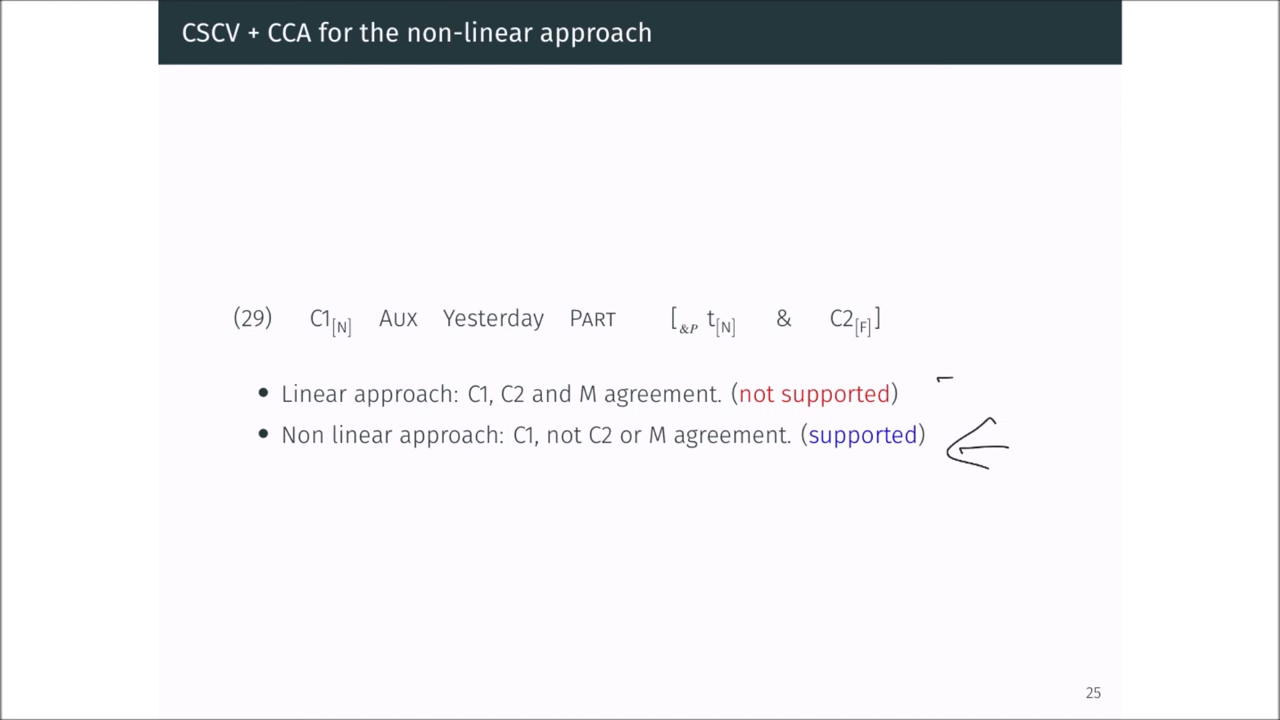 CSCV + CCA for the non-linear approach
(29) C1[N] AUX Yesterday PART [&P t[N] & C2[F]]
• Linear approach: C1, C2 and M agreement. (not supported)
• Non linear approach: C1, not C2 or M agreement. (supported)
25